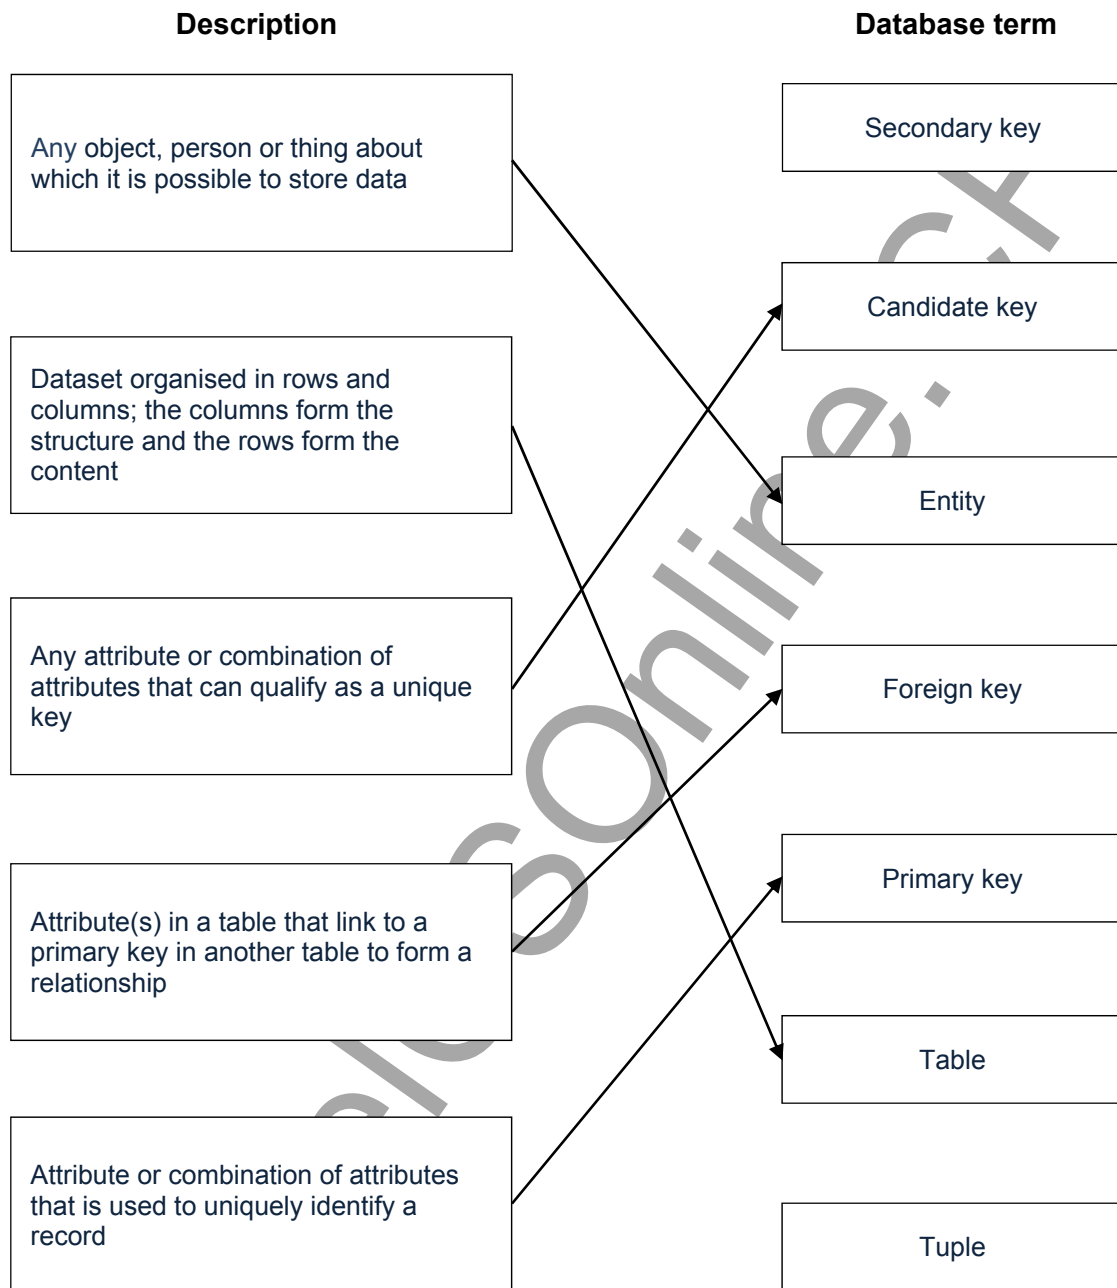 Description
Database term
Any object, person or thing about
which it is possible to store data
Dataset organised in rows and
columns; the columns form the
structure and the rows form the
content
Any attribute or combination of
attributes that can qualify as a unique
key
Attribute(s) in a table that link to a
primary key in another table to form a
relationship
Attribute or combination of attributes
that is used to uniquely identify a
record
Secondary key
Candidate key
Entity
Foreign key
Primary key
Table
Tuple